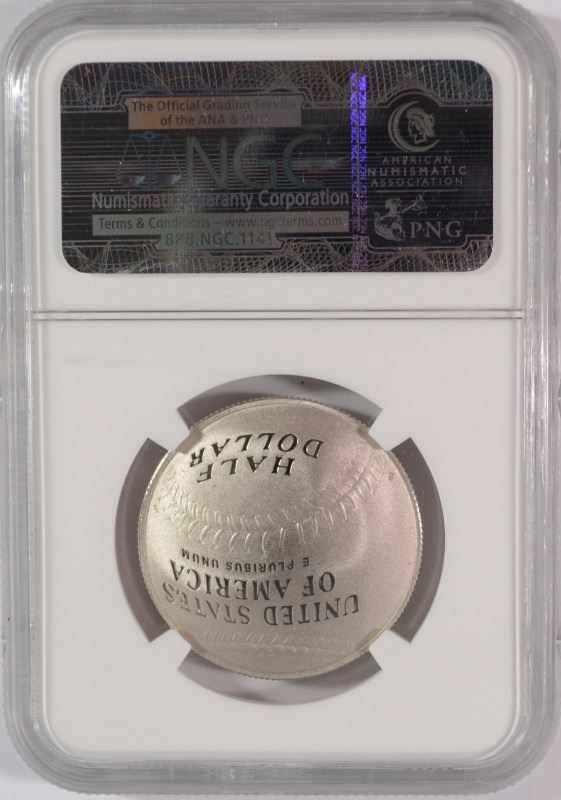 The Official Grading Service
of the ANA & PNG
NGC
Numismatic Guaranty Corporation
Terms & Conditions – www.ngcterms.com
888.NGC.1141
AMERICAN
NUMISMATIC
ASSOCIATION
PNG
UNITED STATES
OF AMERICA
E PLURIBUS UNUM
HALF
DOLLAR